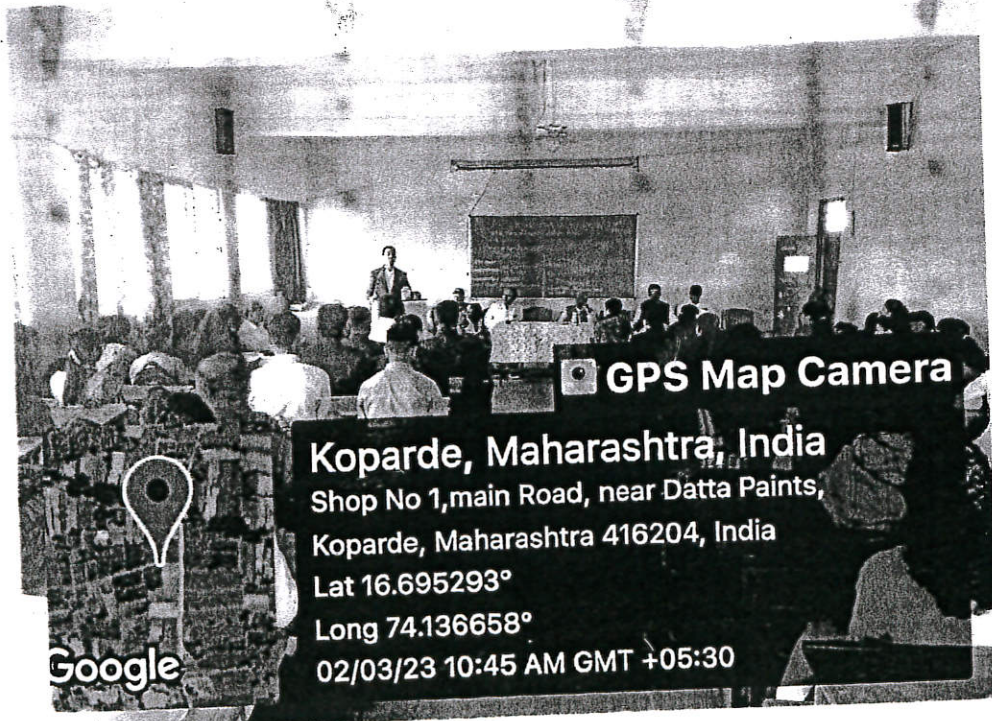 GPS Map Camera
Koparde, Maharashtra, India
Shop No 1,main Road, near Datta Paints,
Koparde, Maharashtra 416204, India
Lat 16.695293°
Long 74.136658°
02/03/23 10:45 AM GMT +05:30
Google